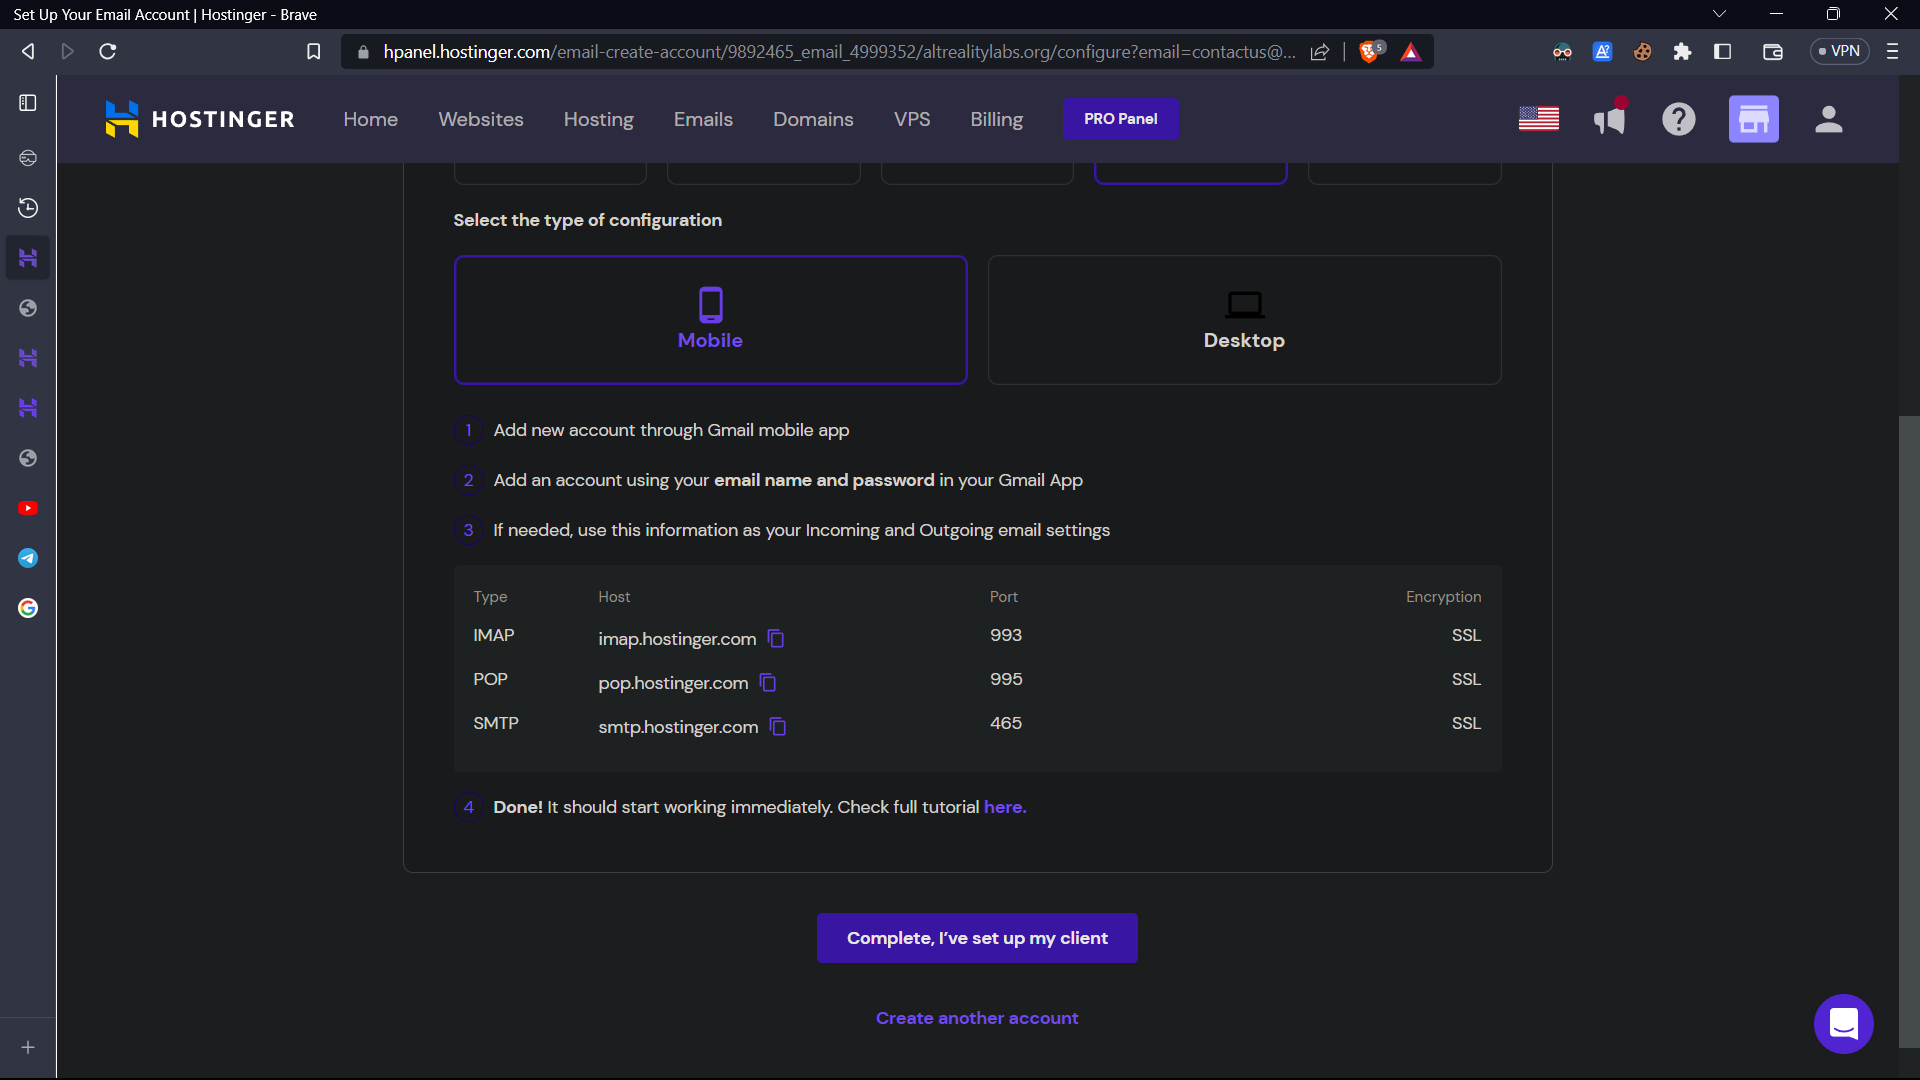 Set Up Your Email Account | Hostinger - Brave
hpanel.hostinger.com/email-create-account/9892465_email_4999352/altrealitylabs.org/configure?email=contactus@...
5
VPN
HOSTINGER
Home
Websites
Hosting
Emails
Domains
VPS
Billing
PRO Panel
Select the type of configuration
Mobile
Desktop
1 Add new account through Gmail mobile app
2 Add an account using your email name and password in your Gmail App
3 If needed, use this information as your Incoming and Outgoing email settings
Type Host Port Encryption
IMAP imap.hostinger.com 993 SSL
POP pop.hostinger.com 995 SSL
SMTP smtp.hostinger.com 465 SSL
4 Done! It should start working immediately. Check full tutorial here.
Complete, I’ve set up my client
Create another account